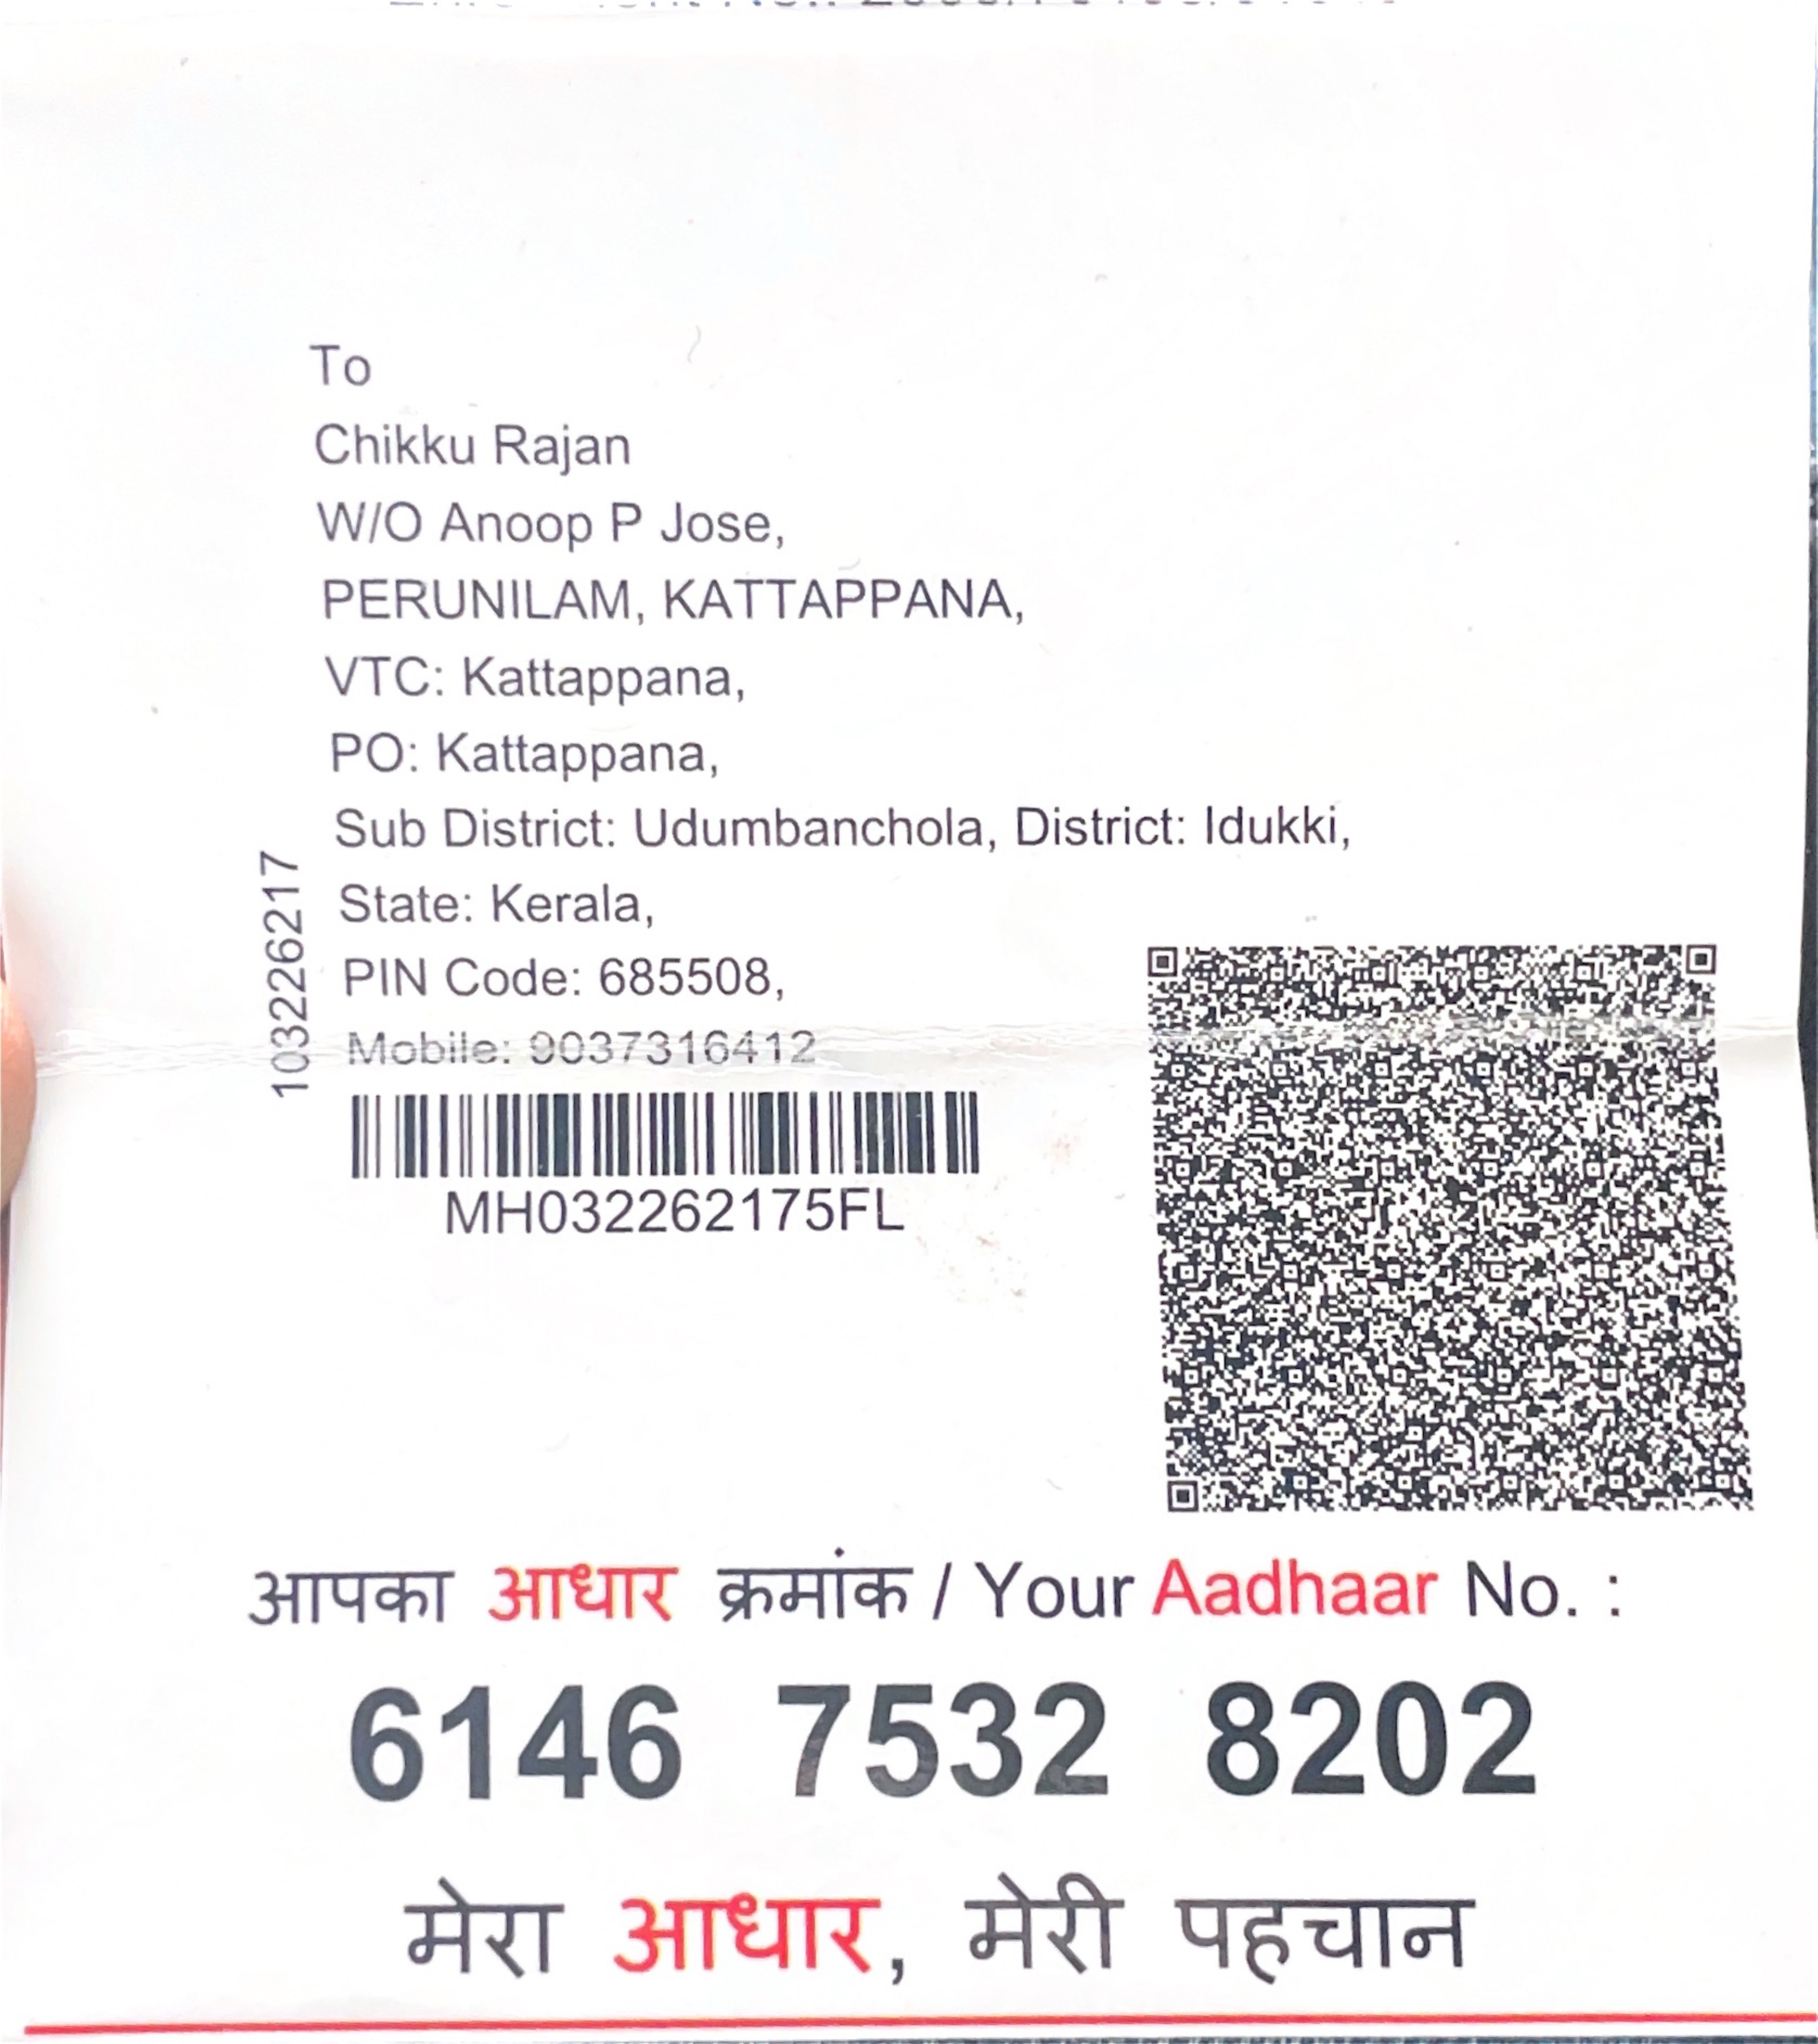 To
Chikku Rajan
W/O Anoop P Jose,
PERUNILAM, KATTAPPANA,
VTC: Kattappana,
PO: Kattappana,
Sub District: Udumbanchola, District: Idukki,
State: Kerala,
PIN Code: 685508,
Mobile: 9037316412
103226217
MH032262175FL
आपका आधार क्रमांक / Your Aadhaar No. :
6146 7532 8202
मेरा आधार, मेरी पहचान